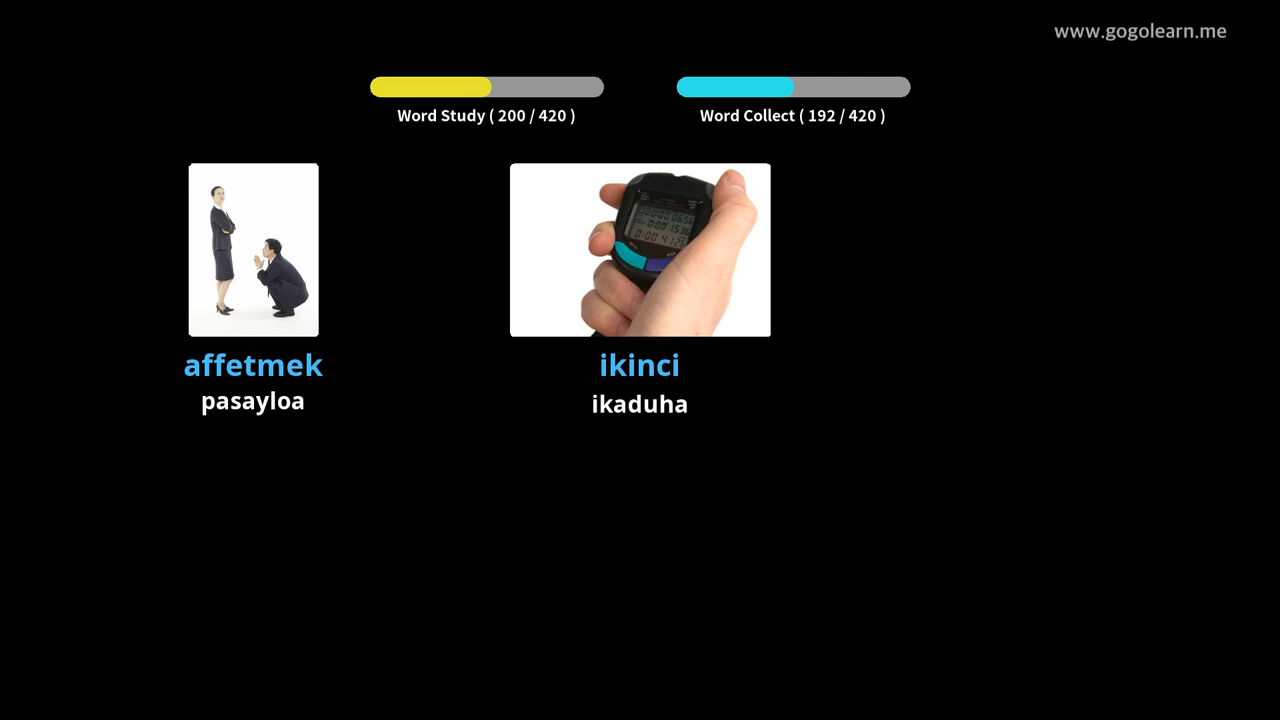 www.gogolearn.me
Word Study ( 200 / 420 )
Word Collect ( 192 / 420 )
affetmek
pasayloa
ikinci
ikaduha